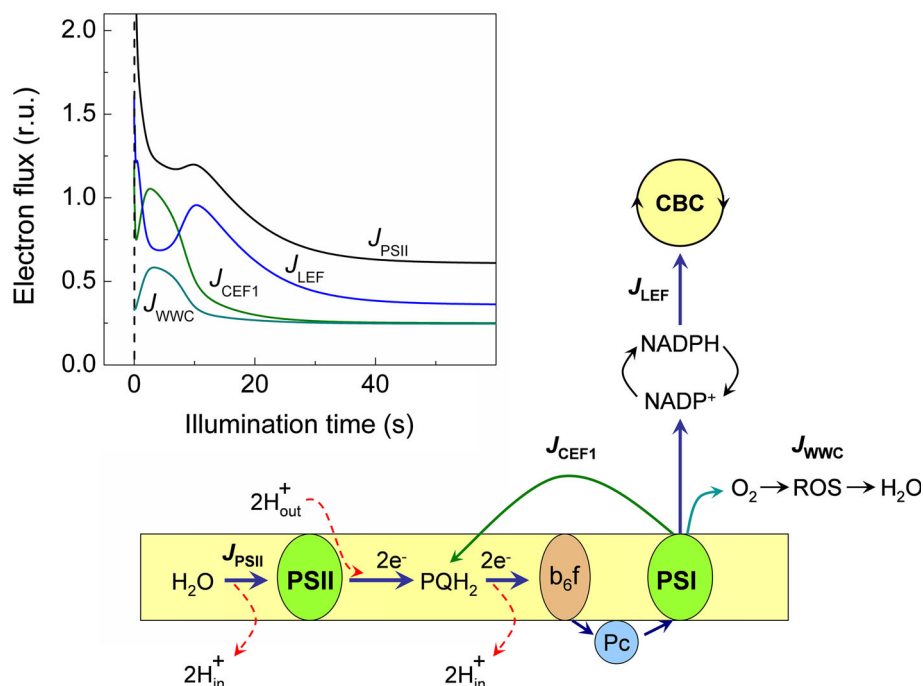 2.0
1.5
1.0
0.5
0.0
Electron flux (r.u.)
J_PSII
J_LEF
J_CEF1
J_WWC
0 20 40
Illumination time (s)
CBC
J_LEF
NADPH
NADP⁺
J_CEF1
J_WWC
O₂ → ROS → H₂O
2H⁺out
J_PSII
H₂O
PSII
2e⁻
PQH₂
2e⁻
b₆f
PSI
Pc
2H⁺in
2H⁺in